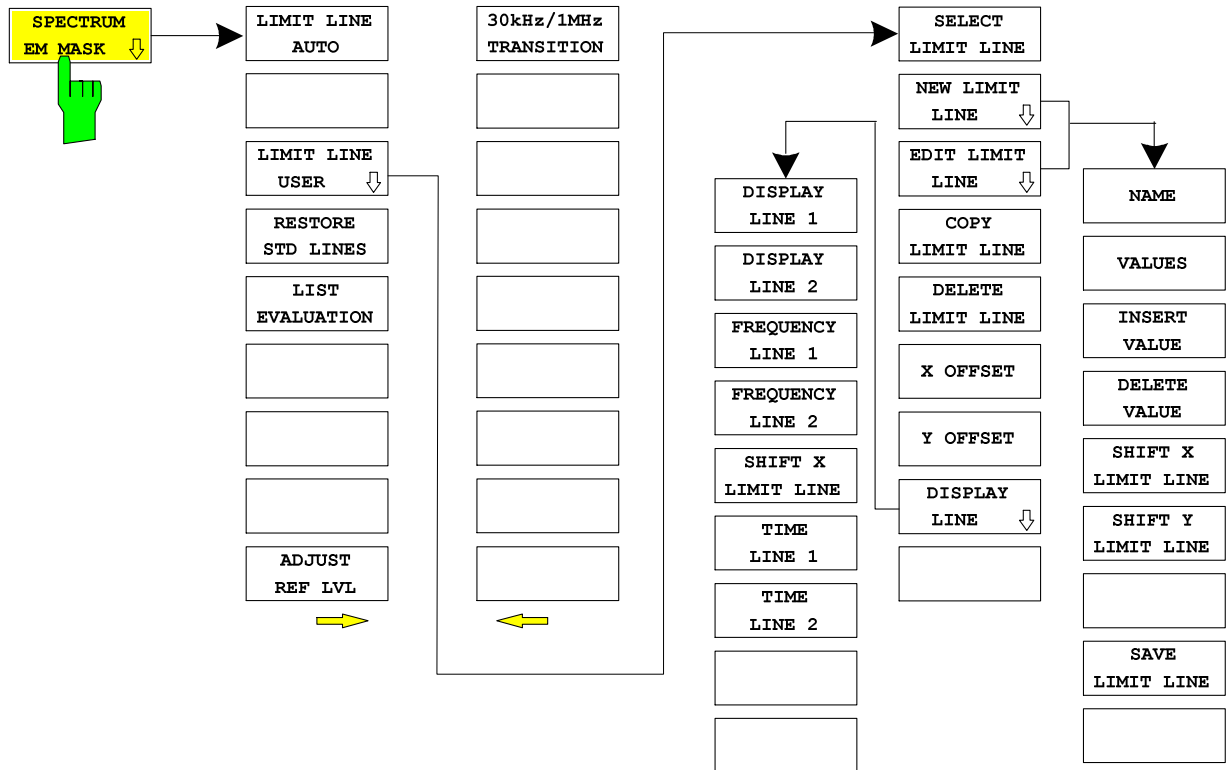 SPECTRUM
EM MASK
LIMIT LINE
AUTO
LIMIT LINE
USER
RESTORE
STD LINES
LIST
EVALUATION
ADJUST
REF LVL
30kHz/1MHz
TRANSITION
DISPLAY
LINE 1
DISPLAY
LINE 2
FREQUENCY
LINE 1
FREQUENCY
LINE 2
SHIFT X
LIMIT LINE
TIME
LINE 1
TIME
LINE 2
SELECT
LIMIT LINE
NEW LIMIT
LINE
EDIT LIMIT
LINE
COPY
LIMIT LINE
DELETE
LIMIT LINE
X OFFSET
Y OFFSET
DISPLAY
LINE
NAME
VALUES
INSERT
VALUE
DELETE
VALUE
SHIFT X
LIMIT LINE
SHIFT Y
LIMIT LINE
SAVE
LIMIT LINE